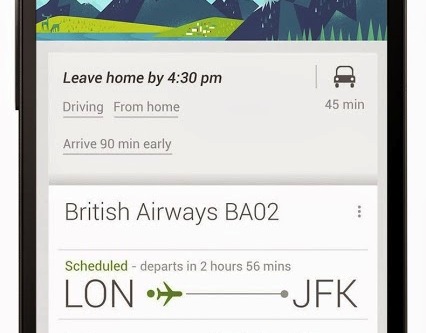 Leave home by 4:30 pm
Driving From home
45 min
Arrive 90 min early
British Airways BA02
Scheduled - departs in 2 hours 56 mins
LON JFK